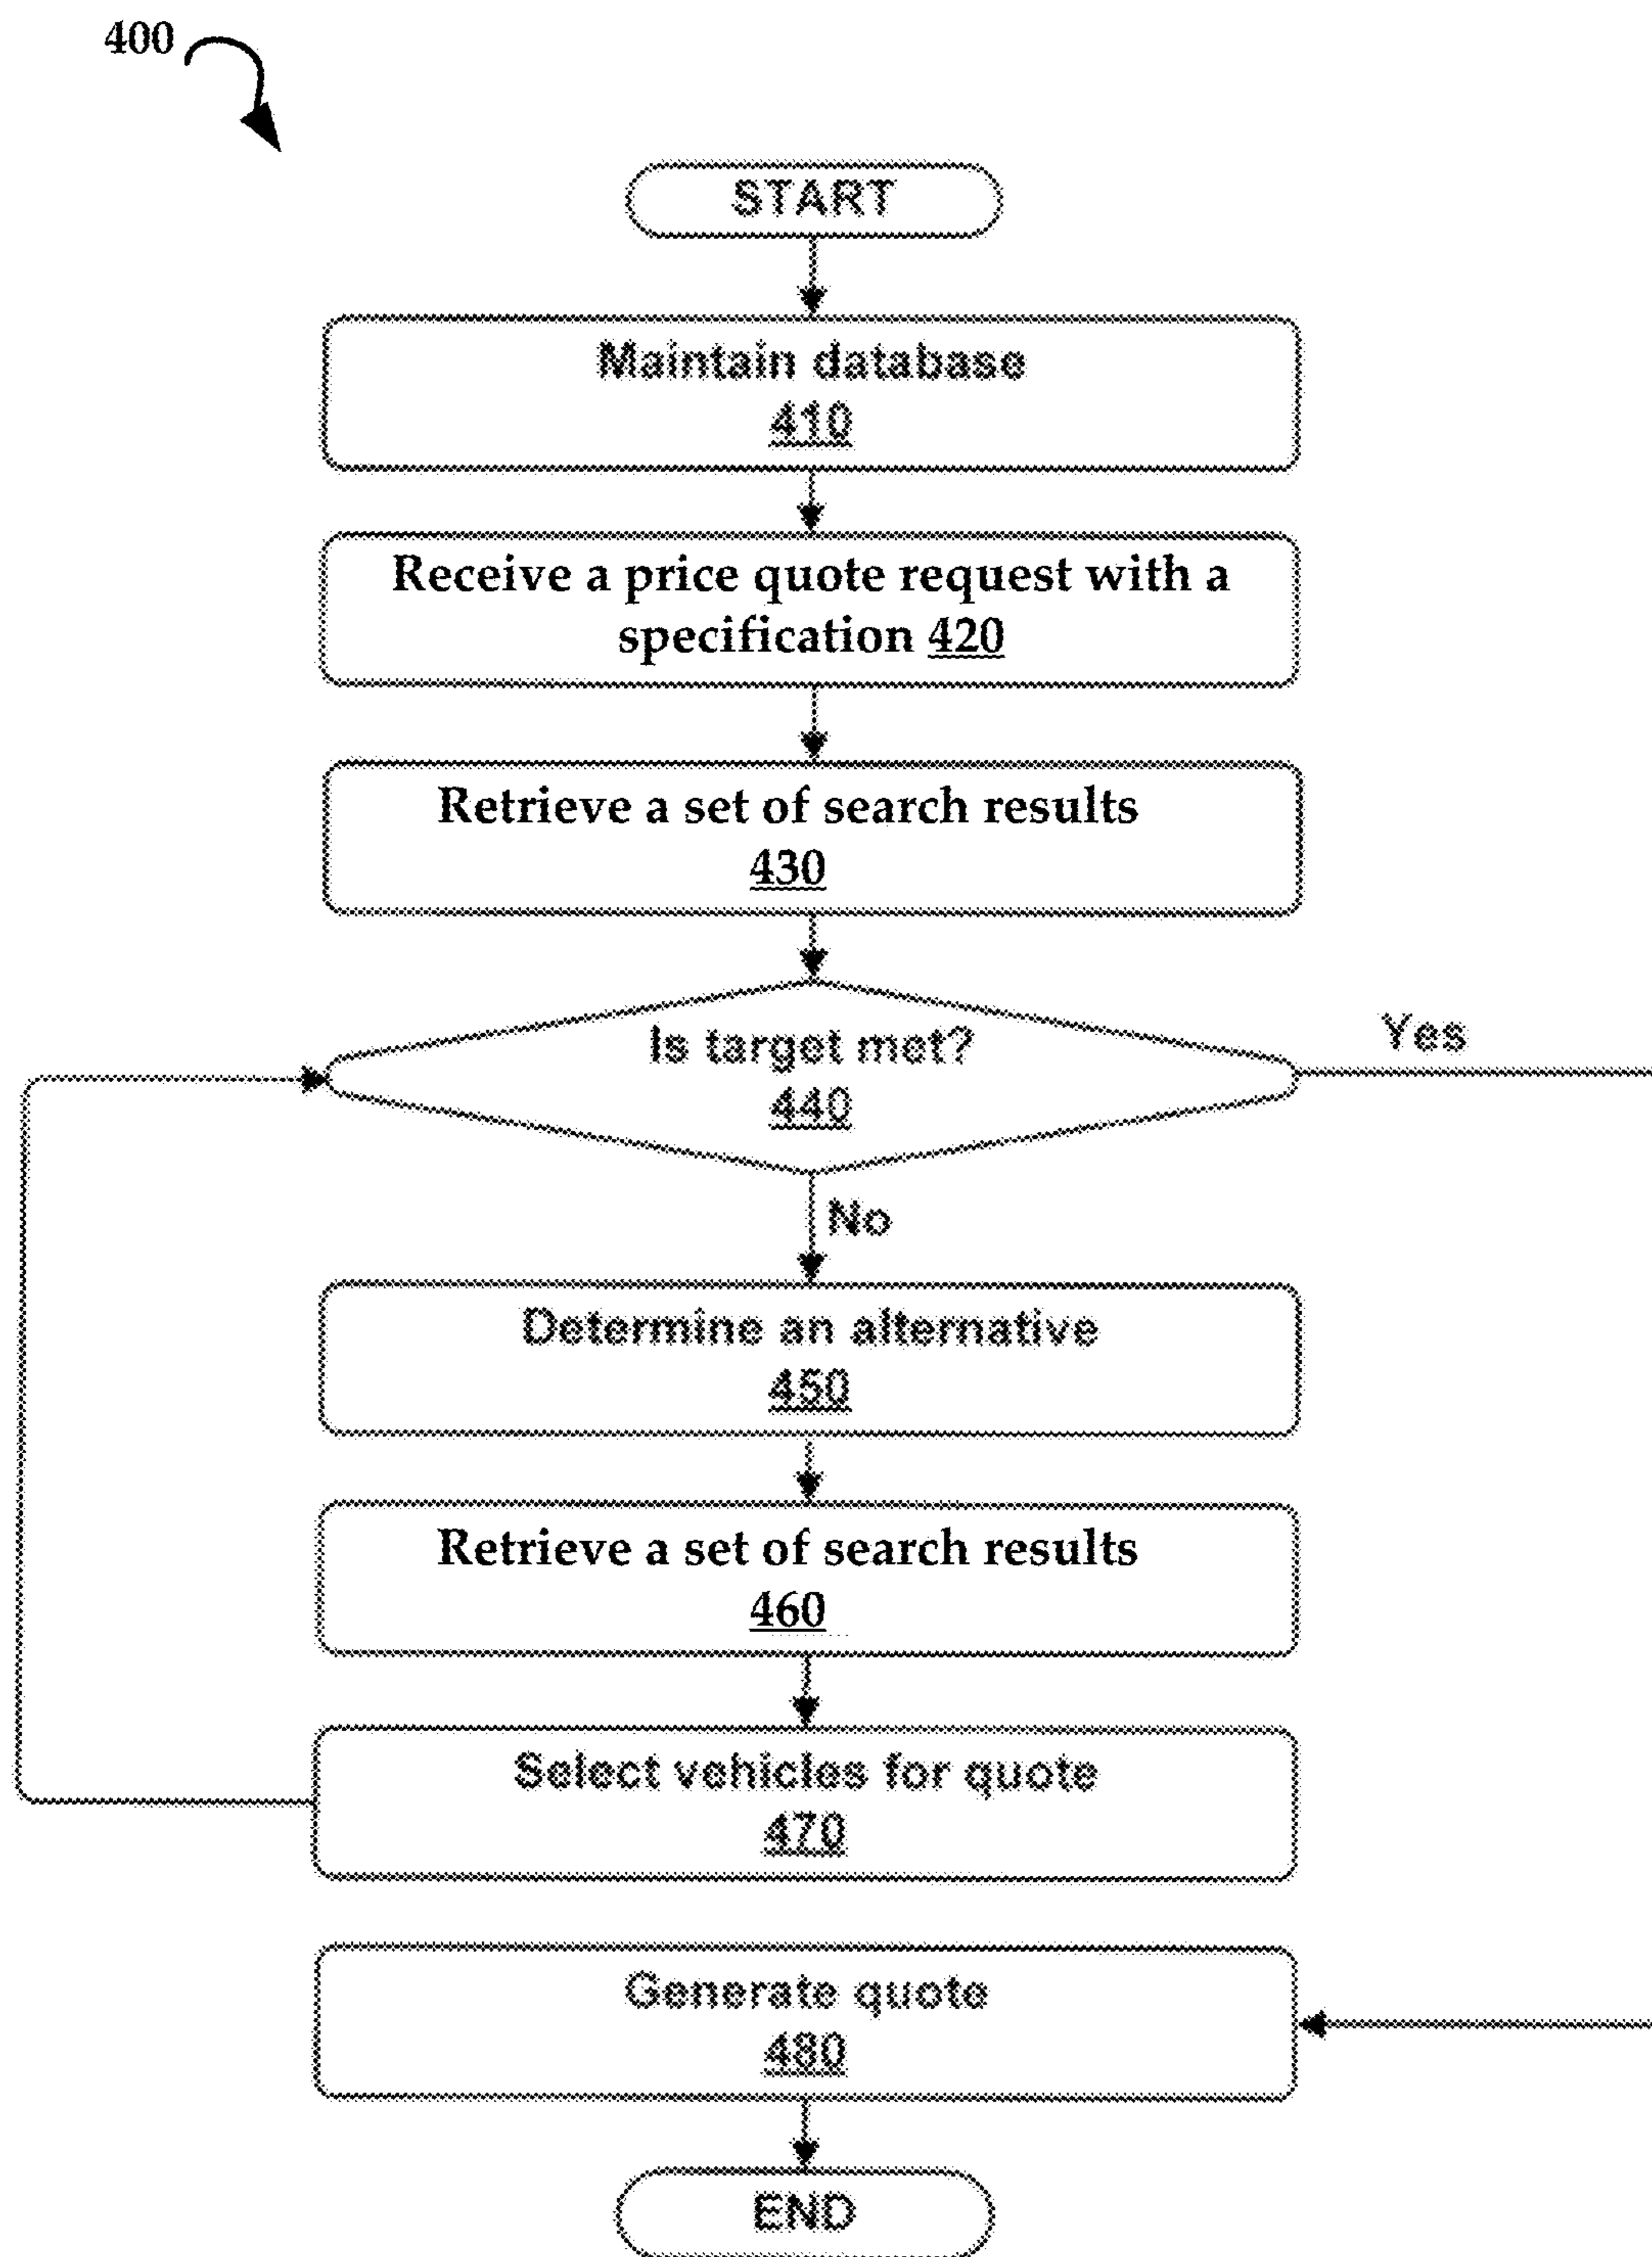 400
START
Maintain database
410
Receive a price quote request with a
specification 420
Retrieve a set of search results
430
Is target met?
440
Yes
No
Determine an alternative
450
Retrieve a set of search results
460
Select vehicles for quote
470
Generate quote
480
END